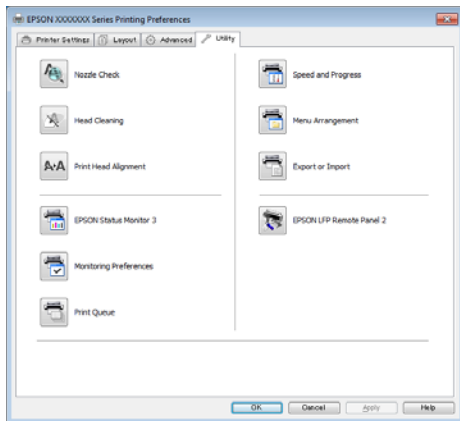 EPSON XXXXXXX Series Printing Preferences
Printer Settings Layout Advanced Utility
Nozzle Check
Head Cleaning
A A
Print Head Alignment
EPSON Status Monitor 3
Monitoring Preferences
Print Queue
Speed and Progress
Menu Arrangement
Export or Import
EPSON LFP Remote Panel 2
OK Cancel Apply Help